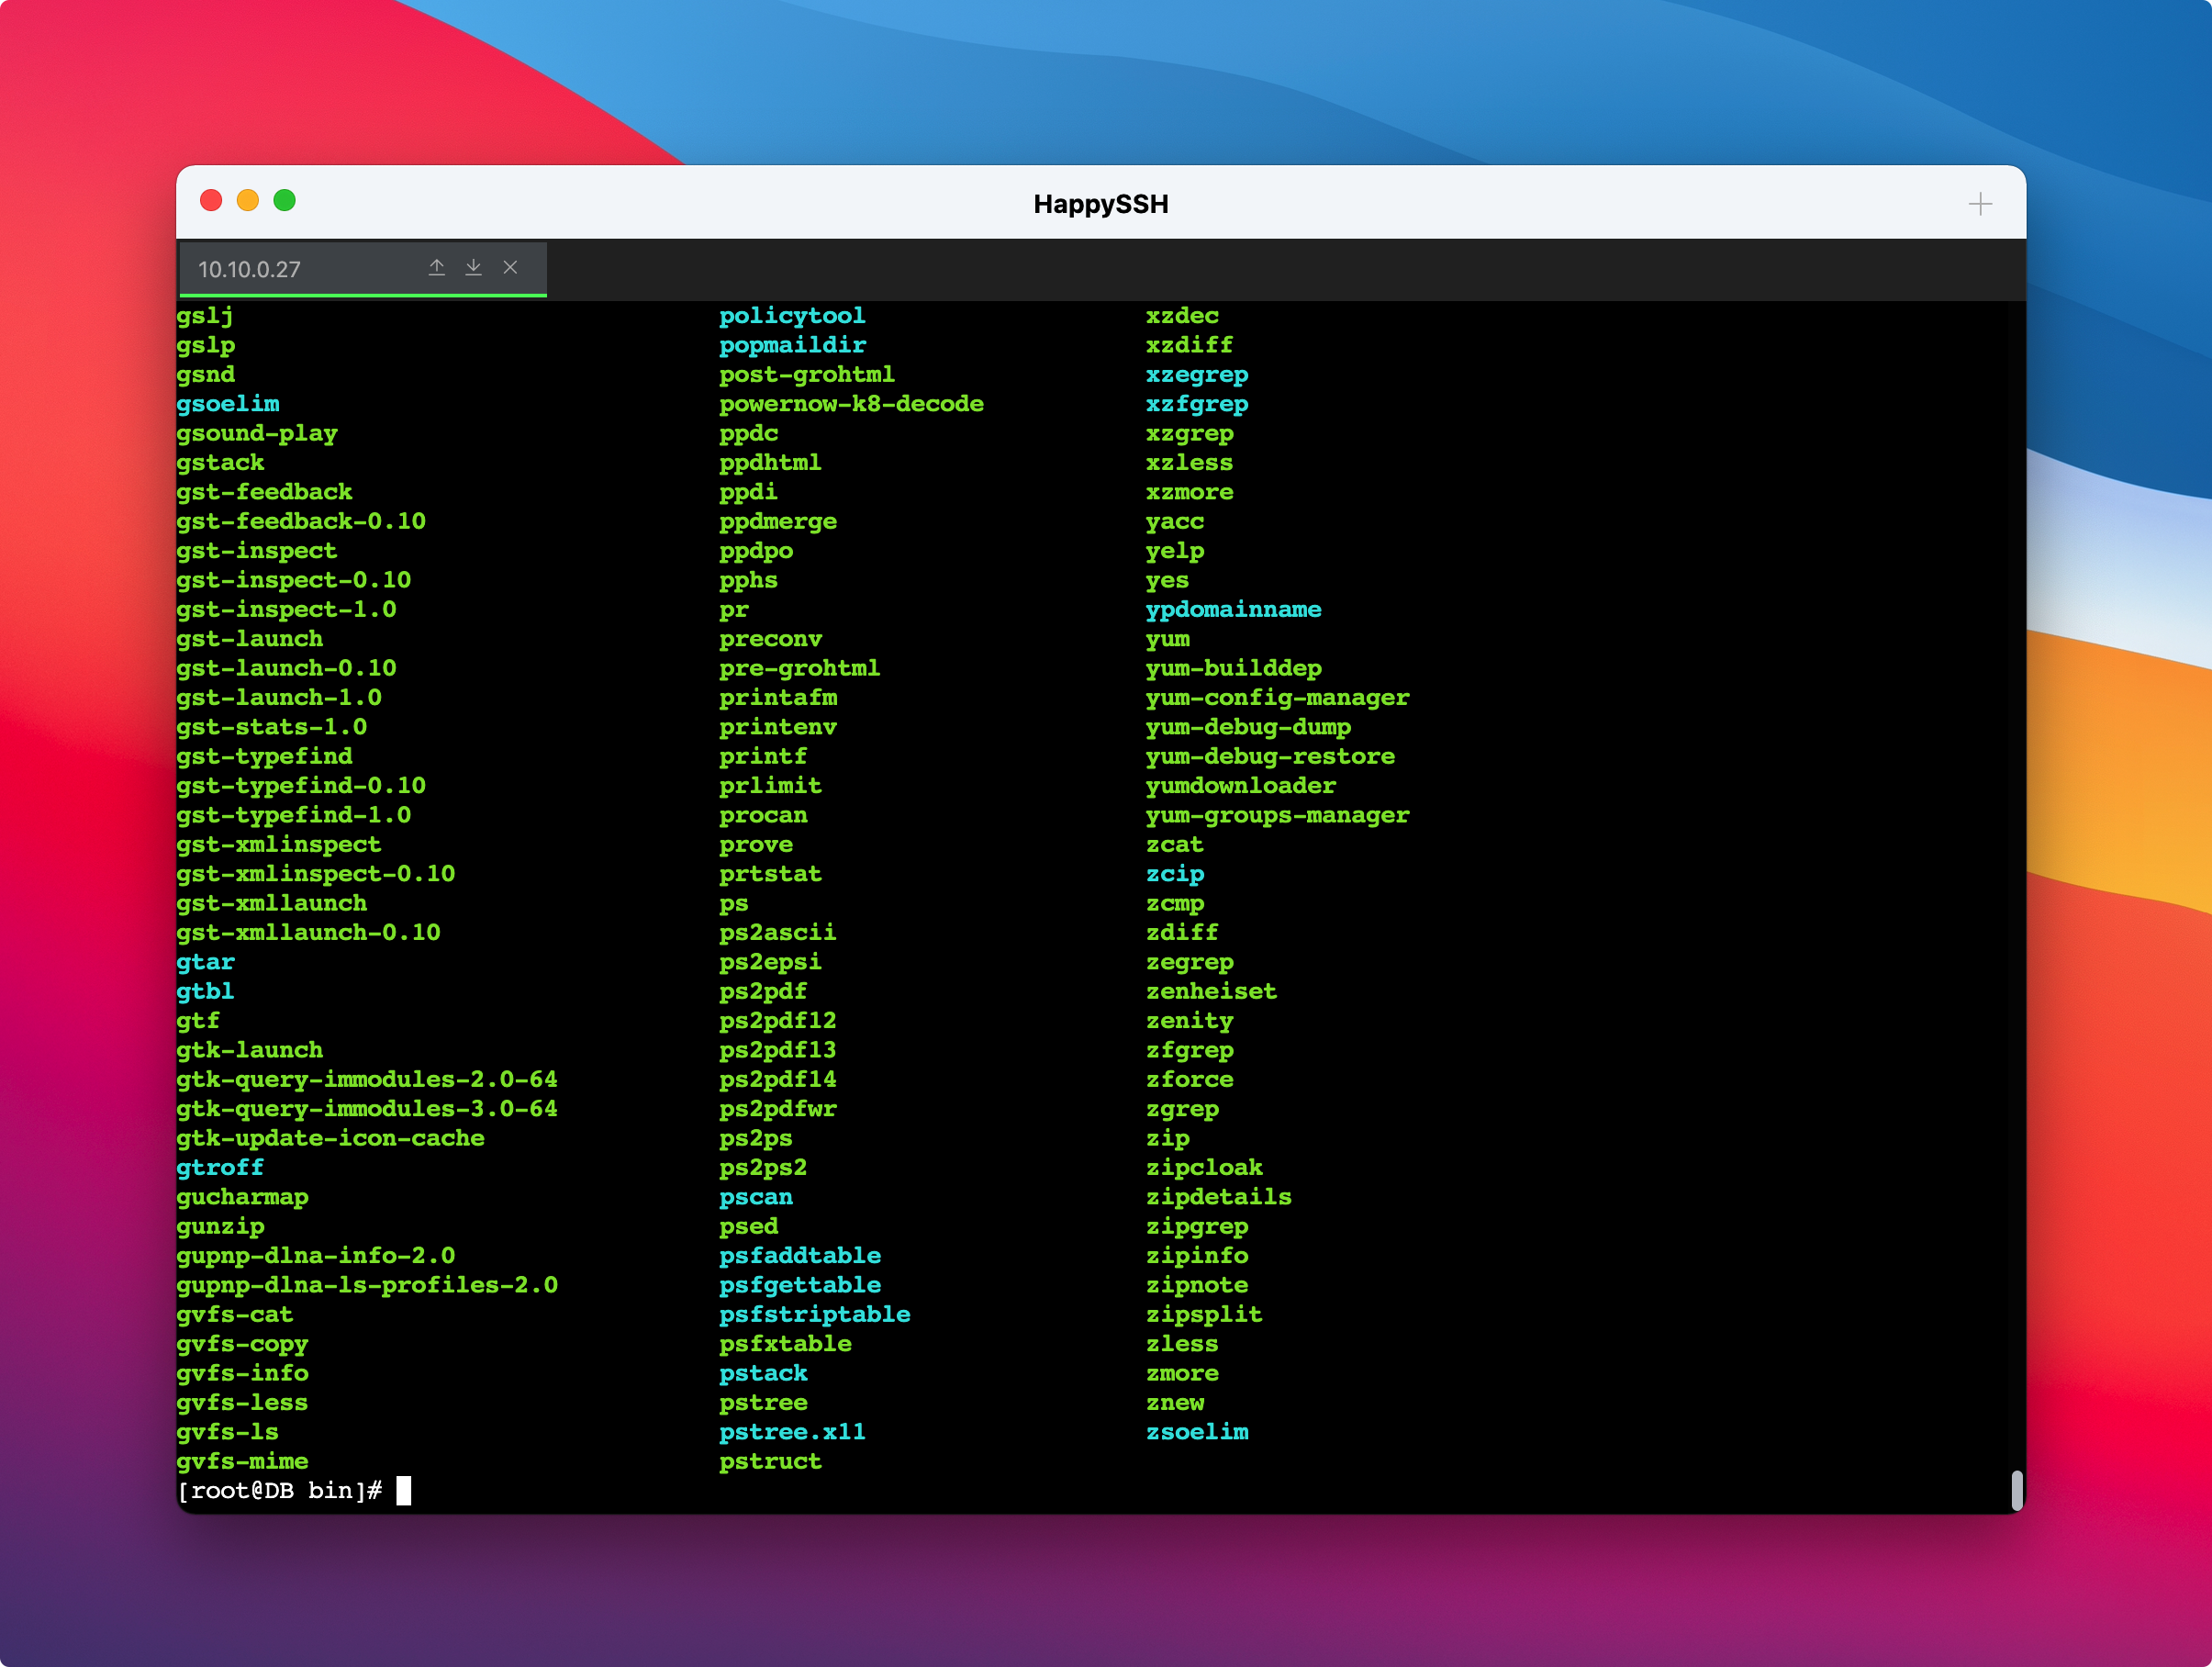 HappySSH
10.10.0.27
gslj policytool xzdec
gslp popmaildir xzdiff
gsnd post-grohtml xzegrep
gsoelim powernow-k8-decode xzfgrep
gsound-play ppdc xzgrep
gstack ppdhtml xzless
gst-feedback ppdi xzmore
gst-feedback-0.10 ppdmerge yacc
gst-inspect ppdpo yelp
gst-inspect-0.10 pphs yes
gst-inspect-1.0 pr ypdomainname
gst-launch preconv yum
gst-launch-0.10 pre-grohtml yum-builddep
gst-launch-1.0 printafm yum-config-manager
gst-stats-1.0 printenv yum-debug-dump
gst-typefind printf yum-debug-restore
gst-typefind-0.10 prlimit yumdownloader
gst-typefind-1.0 procan yum-groups-manager
gst-xmlinspect prove zcat
gst-xmlinspect-0.10 prtstat zcip
gst-xmllaunch ps zcmp
gst-xmllaunch-0.10 ps2ascii zdiff
gtar ps2epsi zegrep
gtbl ps2pdf zenheiset
gtf ps2pdf12 zenity
gtk-launch ps2pdf13 zfgrep
gtk-query-immodules-2.0-64 ps2pdf14 zforce
gtk-query-immodules-3.0-64 ps2pdfwr zgrep
gtk-update-icon-cache ps2ps zip
gtroff ps2ps2 zipcloak
gucharmap pscan zipdetails
gunzip psed zipgrep
gupnp-dlna-info-2.0 psfaddtable zipinfo
gupnp-dlna-ls-profiles-2.0 psfgettable zipnote
gvfs-cat psfstriptable zipsplit
gvfs-copy psfxtable zless
gvfs-info pstack zmore
gvfs-less pstree znew
gvfs-ls pstree.x11 zsoelim
gvfs-mime pstruct
[root@DB bin]#